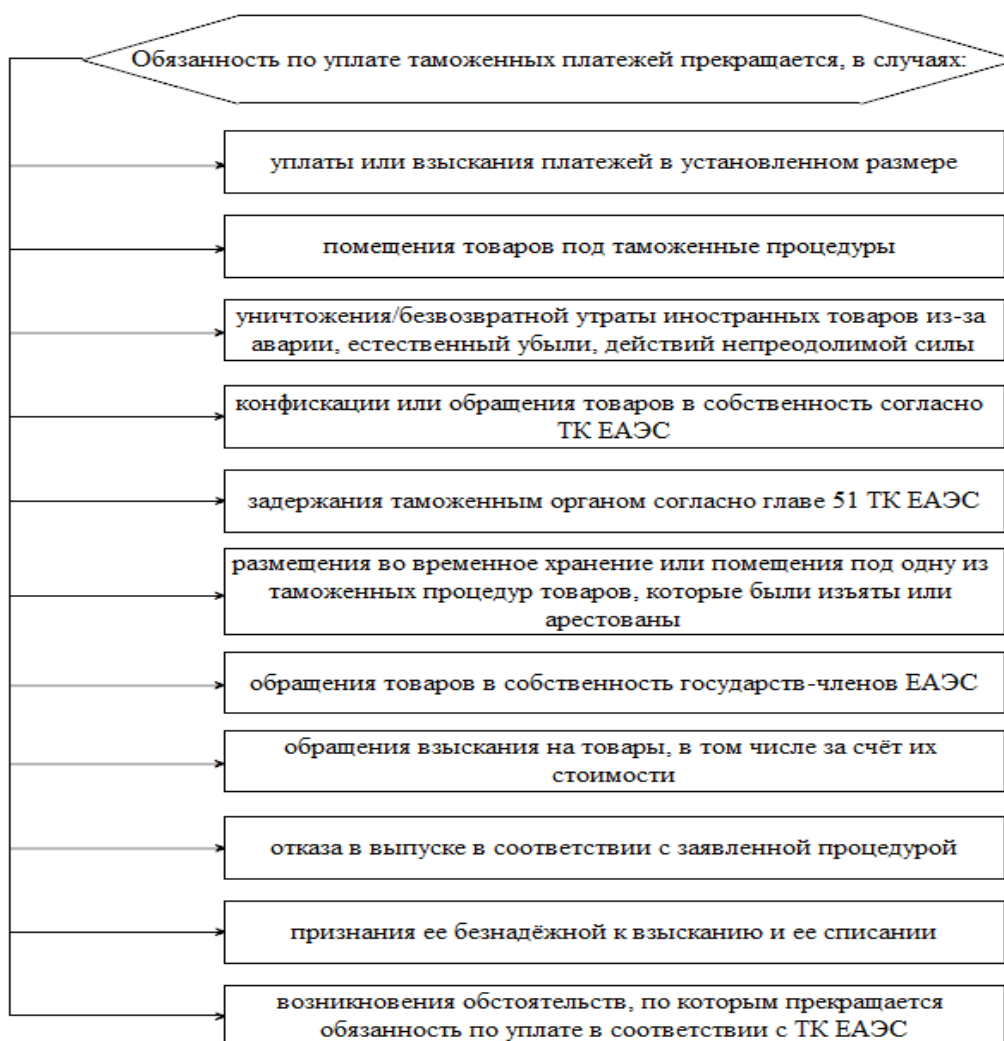 Обязанность по уплате таможенных платежей прекращается, в случаях:
уплаты или взыскания платежей в установленном размере
помещения товаров под таможенные процедуры
уничтожения/безвозвратной утраты иностранных товаров из-за
аварии, естественный убыли, действий непреодолимой силы
конфискации или обращения товаров в собственность согласно
ТК ЕАЭС
задержания таможенным органом согласно главе 51 ТК ЕАЭС
размещения во временное хранение или помещения под одну из
таможенных процедур товаров, которые были изъяты или
арестованы
обращения товаров в собственность государств-членов ЕАЭС
обращения взыскания на товары, в том числе за счёт их
стоимости
отказа в выпуске в соответствии с заявленной процедурой
признания ее безнадёжной к взысканию и ее списании
возникновения обстоятельств, по которым прекращается
обязанность по уплате в соответствии с ТК ЕАЭС